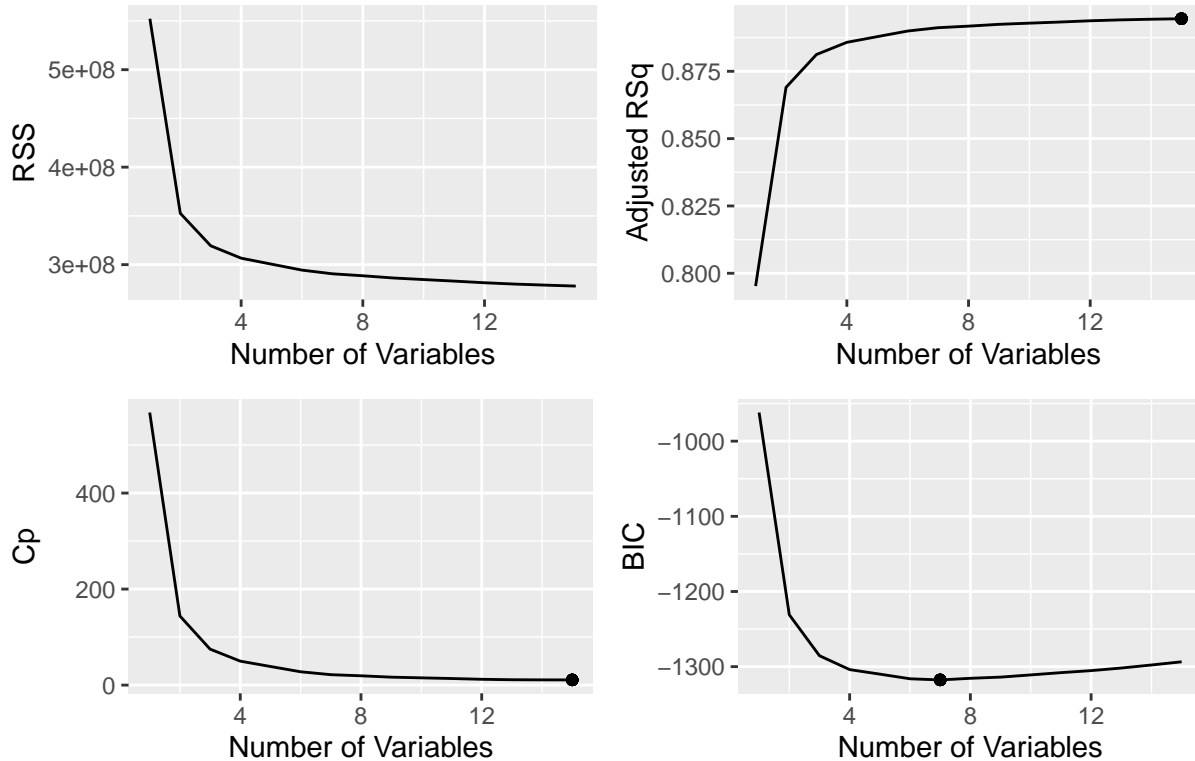 RSS
5e+08
4e+08
3e+08
4 8 12
Number of Variables
Adjusted RSq
0.875
0.850
0.825
0.800
4 8 12
Number of Variables
Cp
400
200
0
4 8 12
Number of Variables
BIC
−1000
−1100
−1200
−1300
4 8 12
Number of Variables